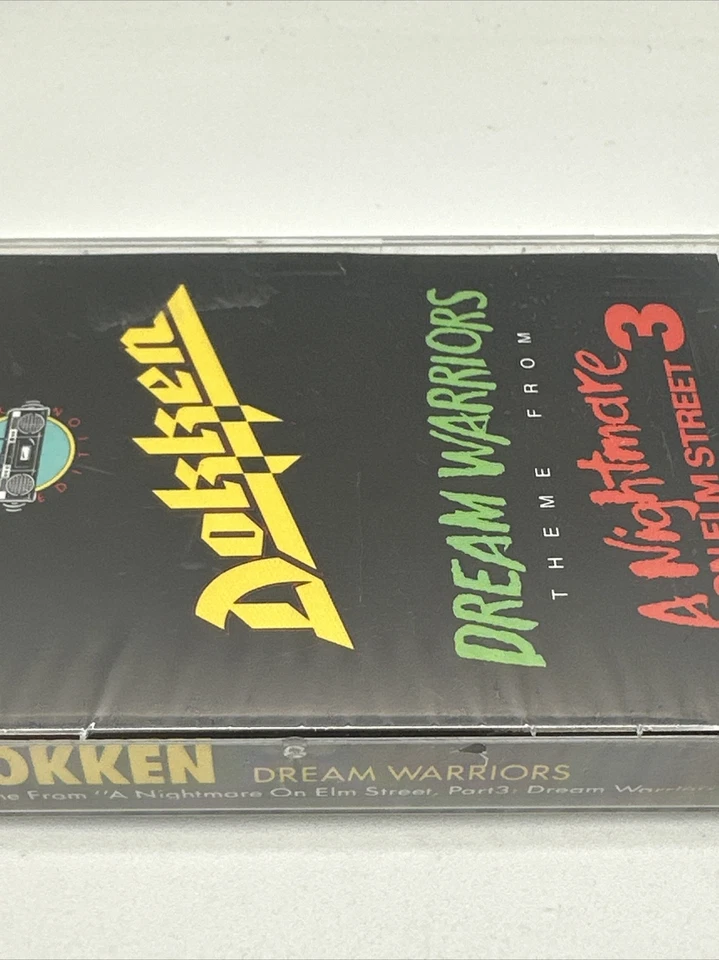 Dokken
DREAM WARRIORS
THEME FROM
A Nightmare 3
ON ELM STREET
OKKEN DREAM WARRIORS
me From "A Nightmare On Elm Street, Part3: Dream Warriors